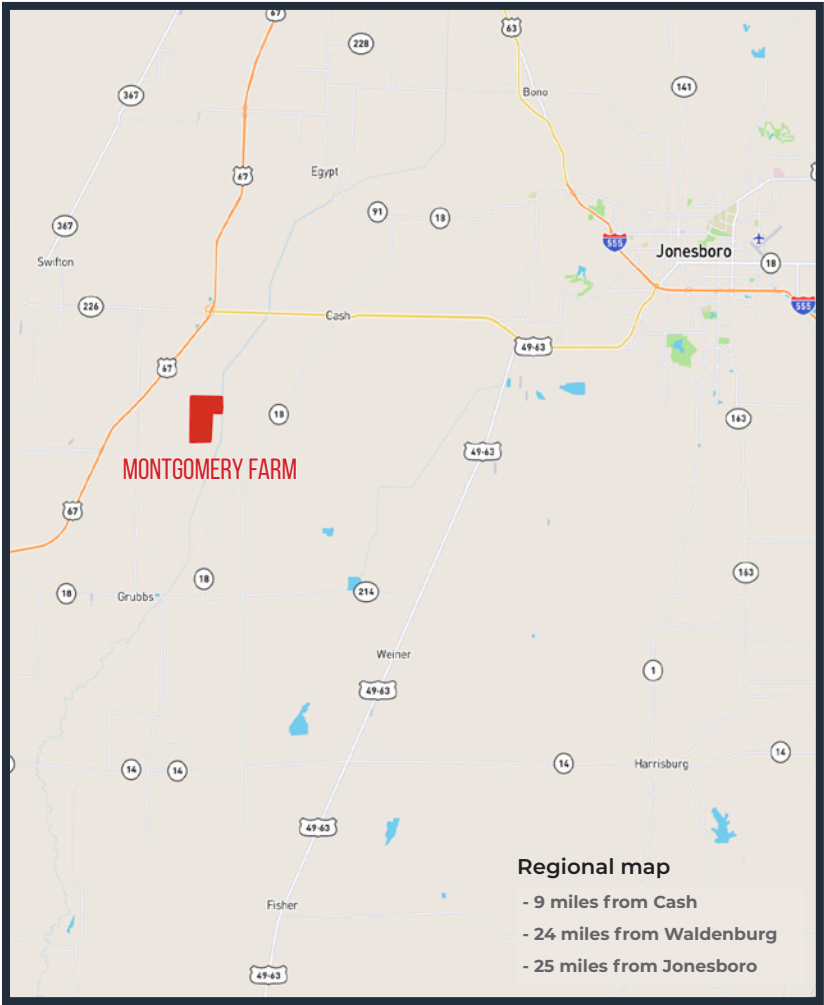 67
63
228
Bono
141
367
Egypt
67
91
18
367
555
Jonesboro
18
Swifton
226
Cash
555
49-63
67
18
163
49-63
MONTGOMERY FARM
67
163
18
18
Grubbs
214
Weiner
1
49-63
14
14
14
Harrisburg
14
49-63
Regional map
- 9 miles from Cash
Fisher
- 24 miles from Waldenburg
- 25 miles from Jonesboro
49-63